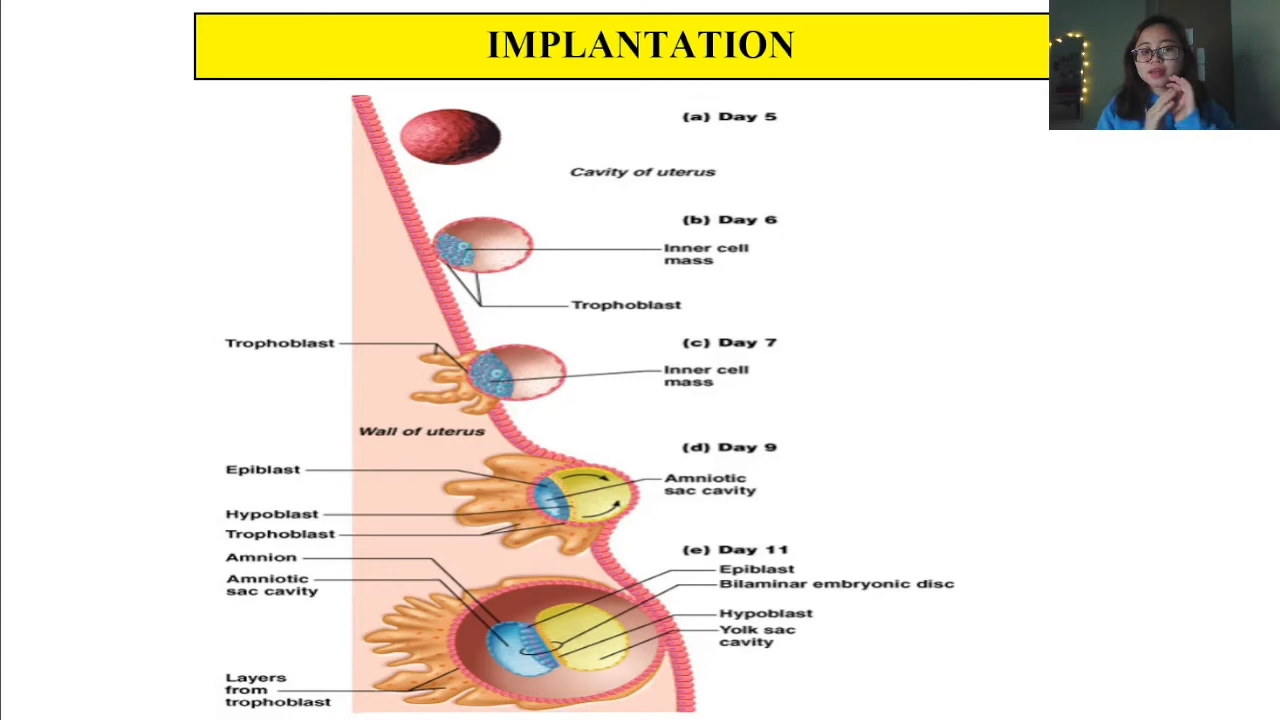 IMPLANTATION
(a) Day 5
Cavity of uterus
(b) Day 6
Inner cell
mass
Trophoblast
Trophoblast
(c) Day 7
Inner cell
mass
Wall of uterus
(d) Day 9
Epiblast
Amniotic
sac cavity
Hypoblast
Trophoblast
(e) Day 11
Amnion
Epiblast
Amniotic
sac cavity
Bilaminar embryonic disc
Hypoblast
Yolk sac
cavity
Layers
from
trophoblast